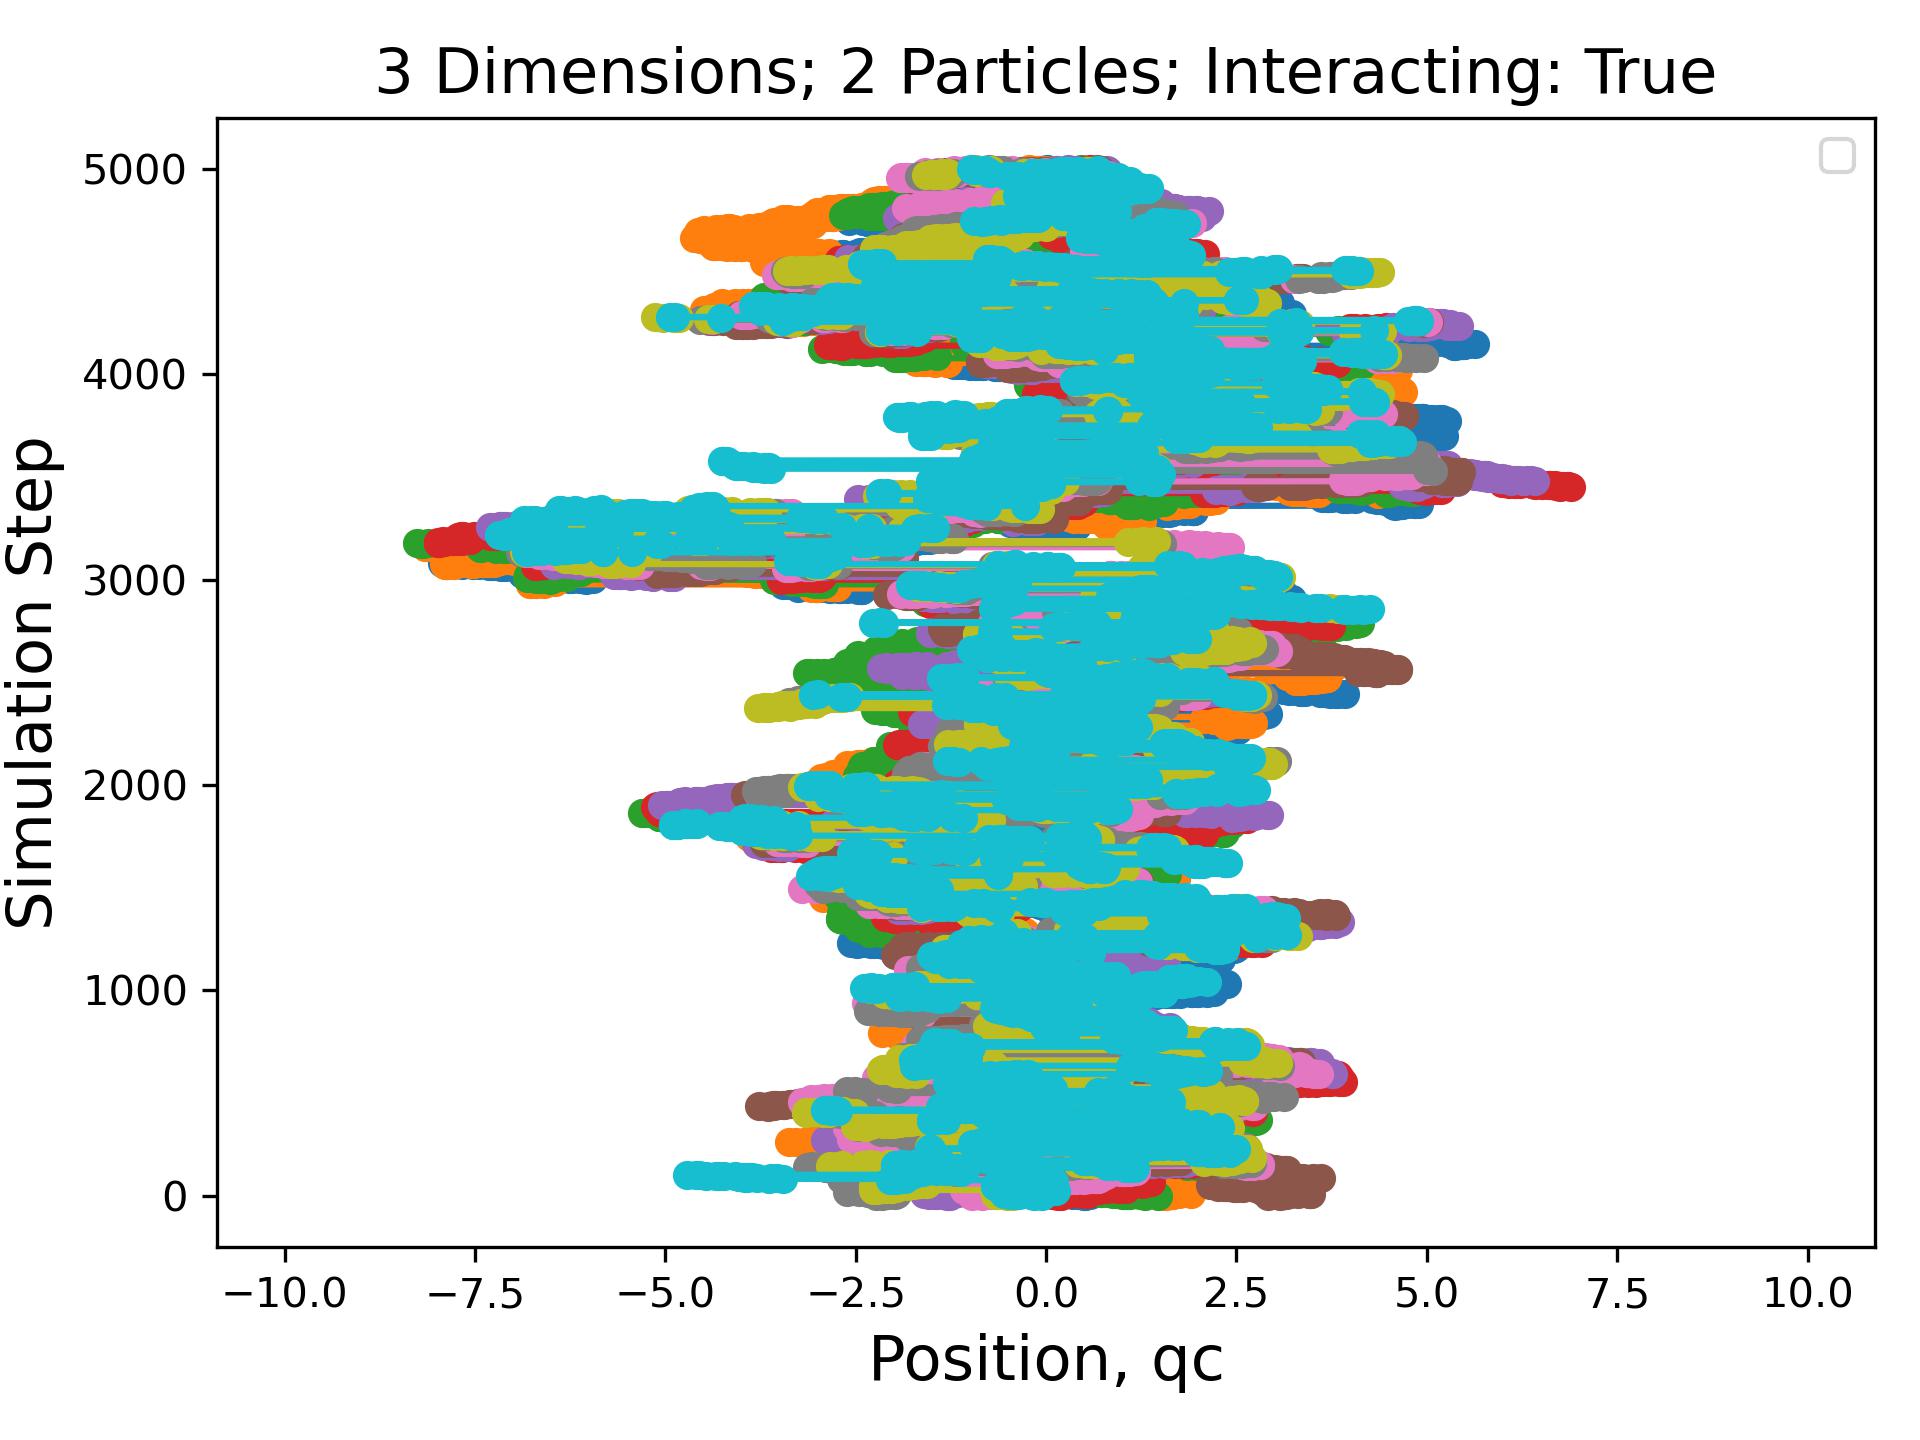 3 Dimensions; 2 Particles; Interacting: True
Simulation Step
5000
4000
3000
2000
1000
0
−10.0 −7.5 −5.0 −2.5 0.0 2.5 5.0 7.5 10.0
Position, qc